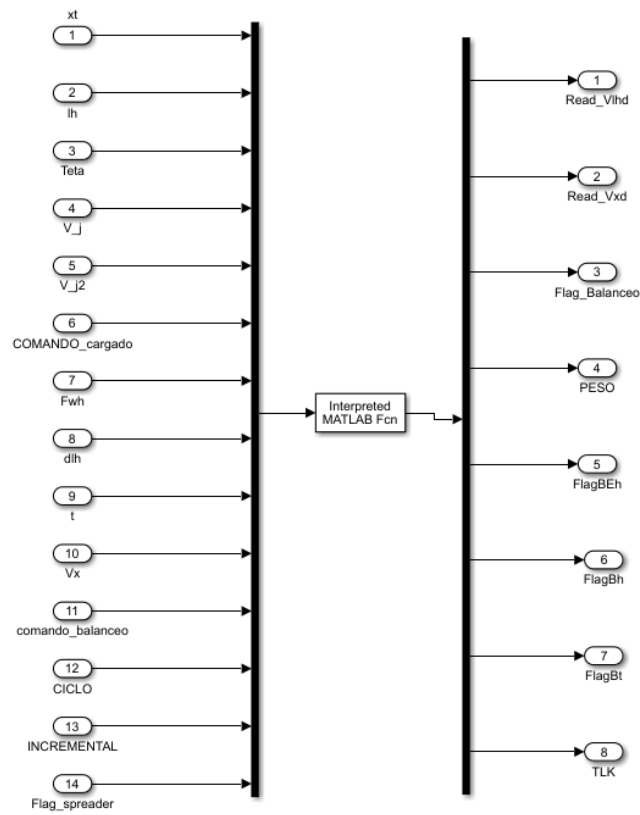 xt
1
2
lh
3
Teta
4
V_j
5
V_j2
6
COMANDO_cargado
7
Fwh
8
dlh
9
t
10
Vx
11
comando_balanceo
12
CICLO
13
INCREMENTAL
14
Flag_spreader
Interpreted
MATLAB Fcn
1
Read_Vlhd
2
Read_Vxd
3
Flag_Balanceo
4
PESO
5
FlagBEh
6
FlagBh
7
FlagBt
8
TLK